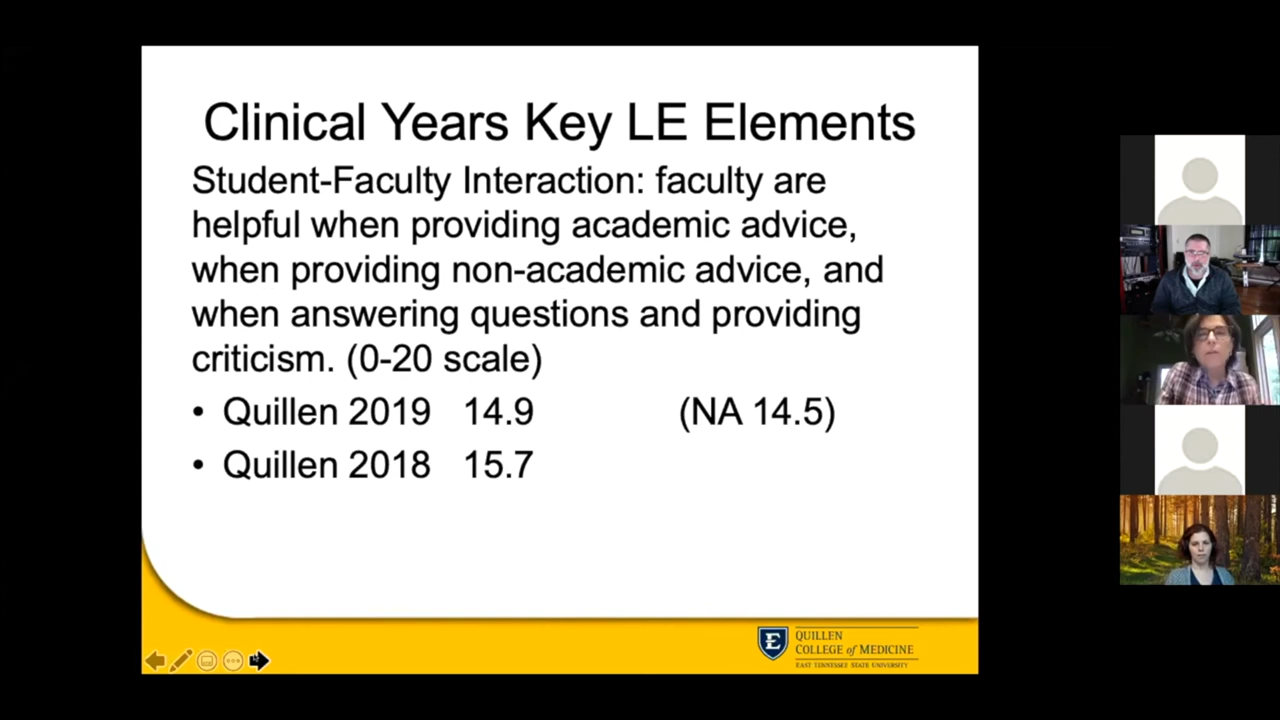 Clinical Years Key LE Elements
Student-Faculty Interaction: faculty are
helpful when providing academic advice,
when providing non-academic advice, and
when answering questions and providing
criticism. (0-20 scale)
• Quillen 2019 14.9 (NA 14.5)
• Quillen 2018 15.7
E
QUILLEN
COLLEGE of MEDICINE
EAST TENNESSEE STATE UNIVERSITY